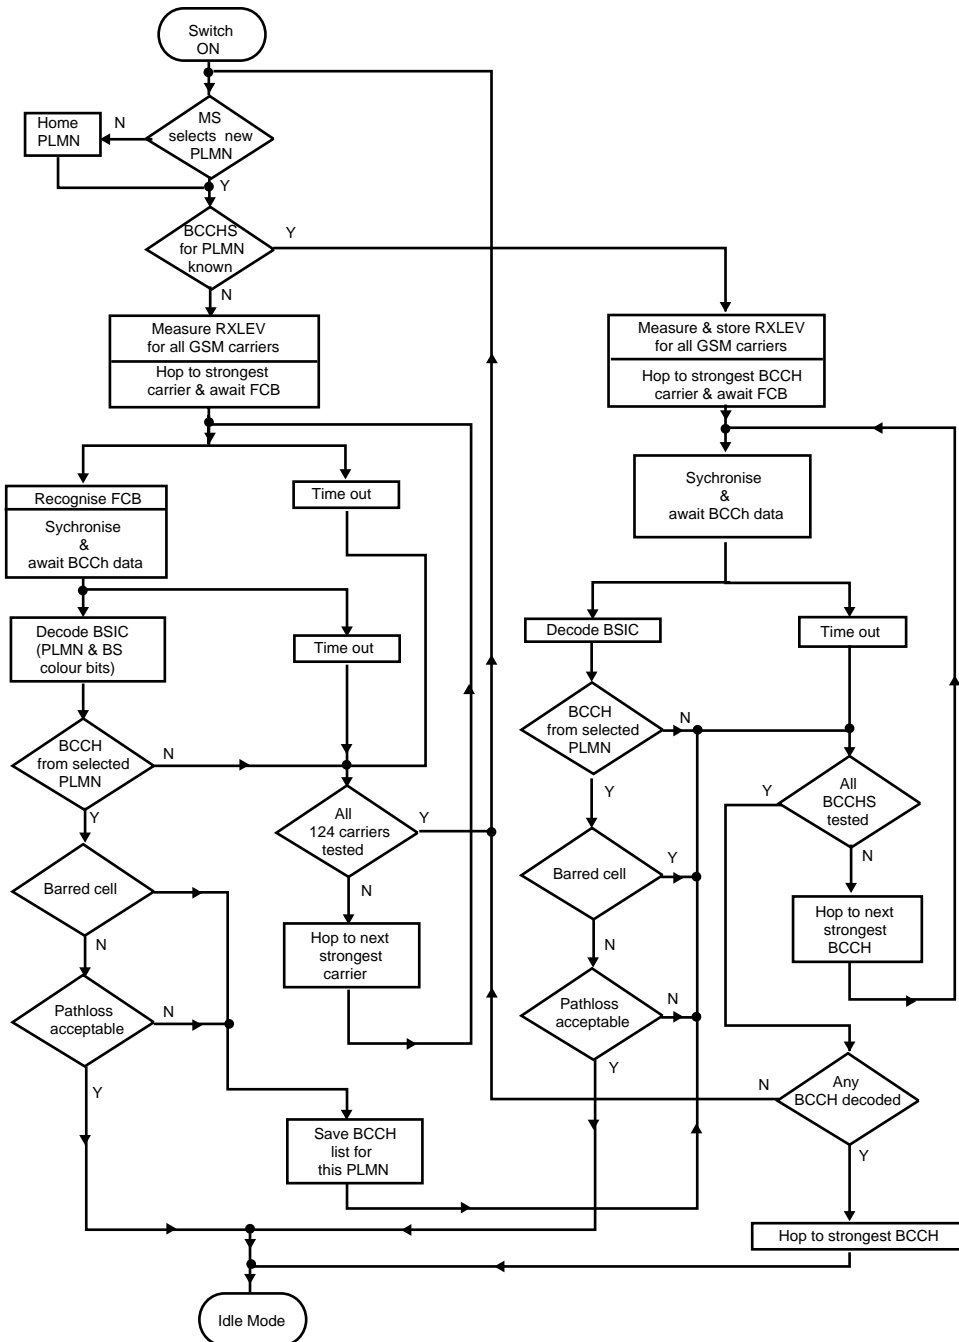 Switch
ON
MS
selects new
PLMN
N
Home
PLMN
Y
BCCHS
for PLMN
known
Y
N
Measure RXLEV
for all GSM carriers
Hop to strongest
carrier & await FCB
Measure & store RXLEV
for all GSM carriers
Hop to strongest BCCH
carrier & await FCB
Recognise FCB
Sychronise
&
await BCCh data
Time out
Sychronise
&
await BCCh data
Decode BSIC
(PLMN & BS
colour bits)
Time out
Decode BSIC
Time out
BCCH
from selected
PLMN
N
Y
All
124 carriers
tested
Y
N
BCCH
from selected
PLMN
N
Y
All
BCCHS
tested
Y
N
Barred cell
N
Hop to next
strongest
carrier
Barred cell
Y
N
Hop to next
strongest
BCCH
Pathloss
acceptable
N
Y
Pathloss
acceptable
N
Y
Any
BCCH decoded
N
Y
Save BCCH
list for
this PLMN
Hop to strongest BCCH
Idle Mode